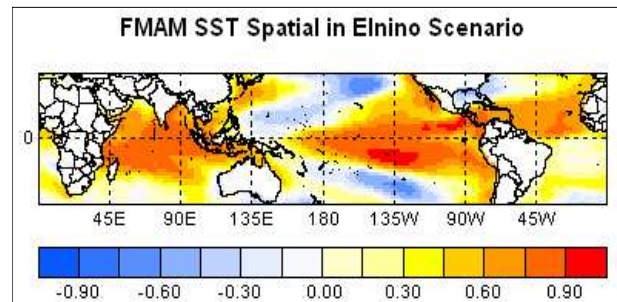 FMAM SST Spatial in Elnino Scenario
0
45E 90E 135E 180 135W 90W 45W
-0.90 -0.60 -0.30 0.00 0.30 0.60 0.90